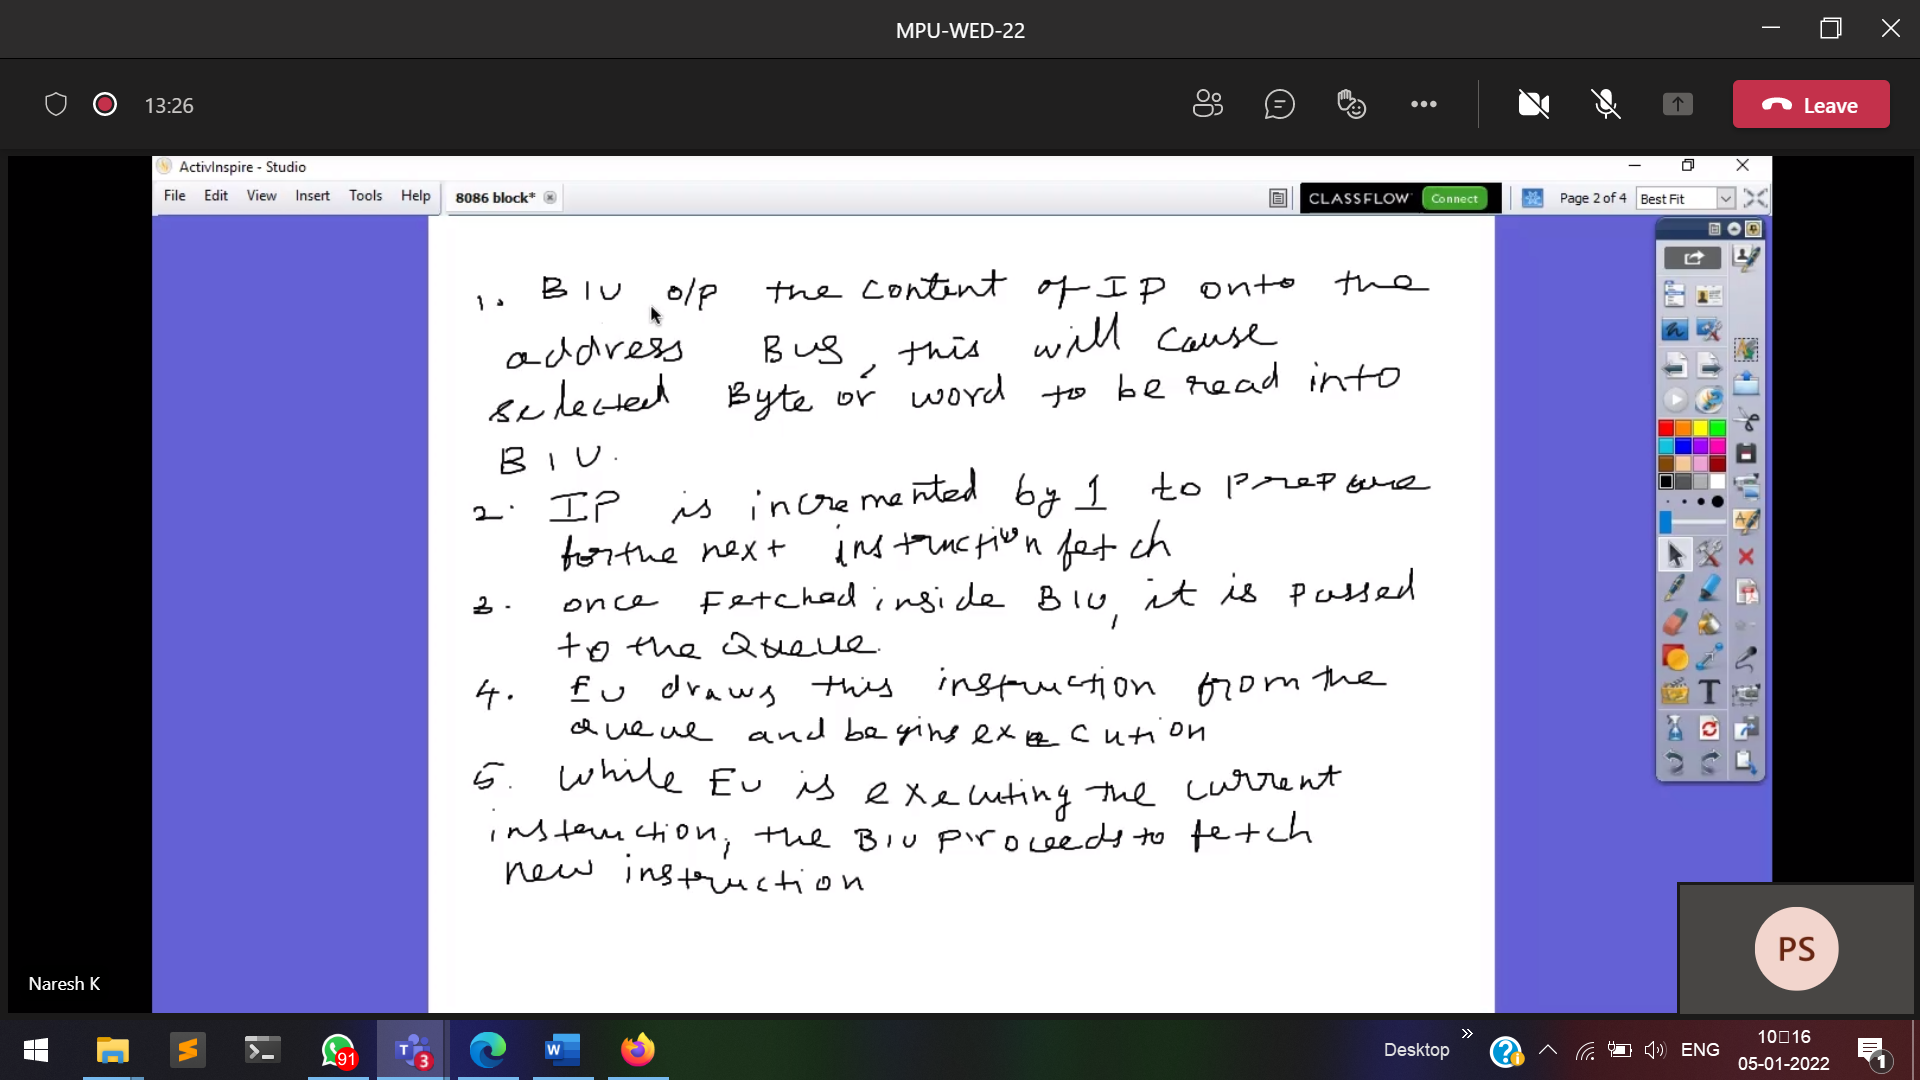 MPU-WED-22
13:26
Leave
ActivInspire - Studio
File Edit View Insert Tools Help
8086 block*
CLASSFLOW Connect
Page 2 of 4
Best Fit
1. BIU o/p the content of IP onto the
address Bus, this will cause
selected Byte or word to be read into
BIU.
2. IP is incremented by 1 to prepare
for the next instruction fetch
3. once Fetched inside BIU, it is passed
to the Queue.
4. EU draws this instruction from the
queue and begins execution
5. while EU is executing the current
instruction, the BIU proceeds to fetch
new instruction
T
PS
Naresh K
91
3
Desktop
ENG
10:16
05-01-2022
1